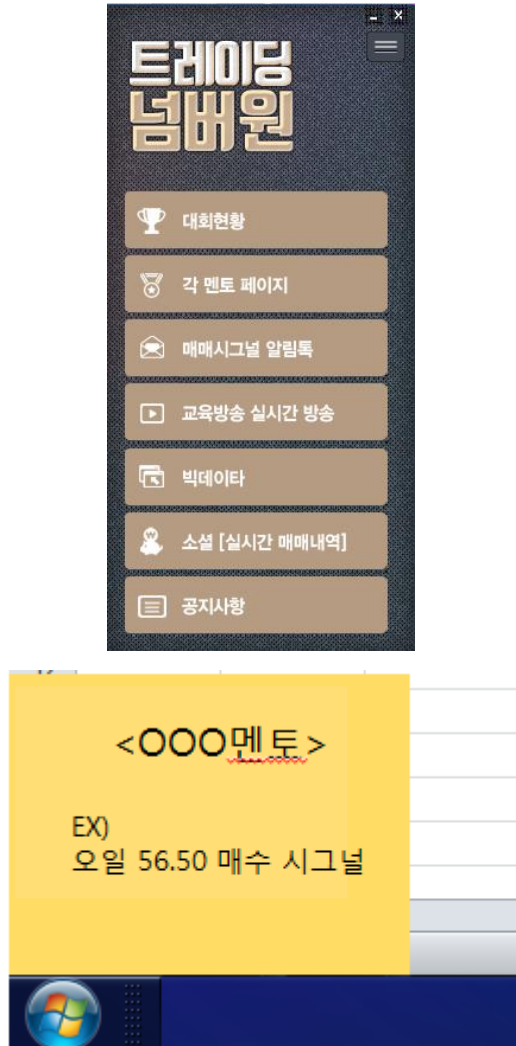 트레이딩
넘버원
대회현황
각 멘토 페이지
매매시그널 알림톡
교육방송 실시간 방송
빅데이타
소셜 [실시간 매매내역]
공지사항
<OOO멘토>
EX)
오일 56.50 매수 시그널